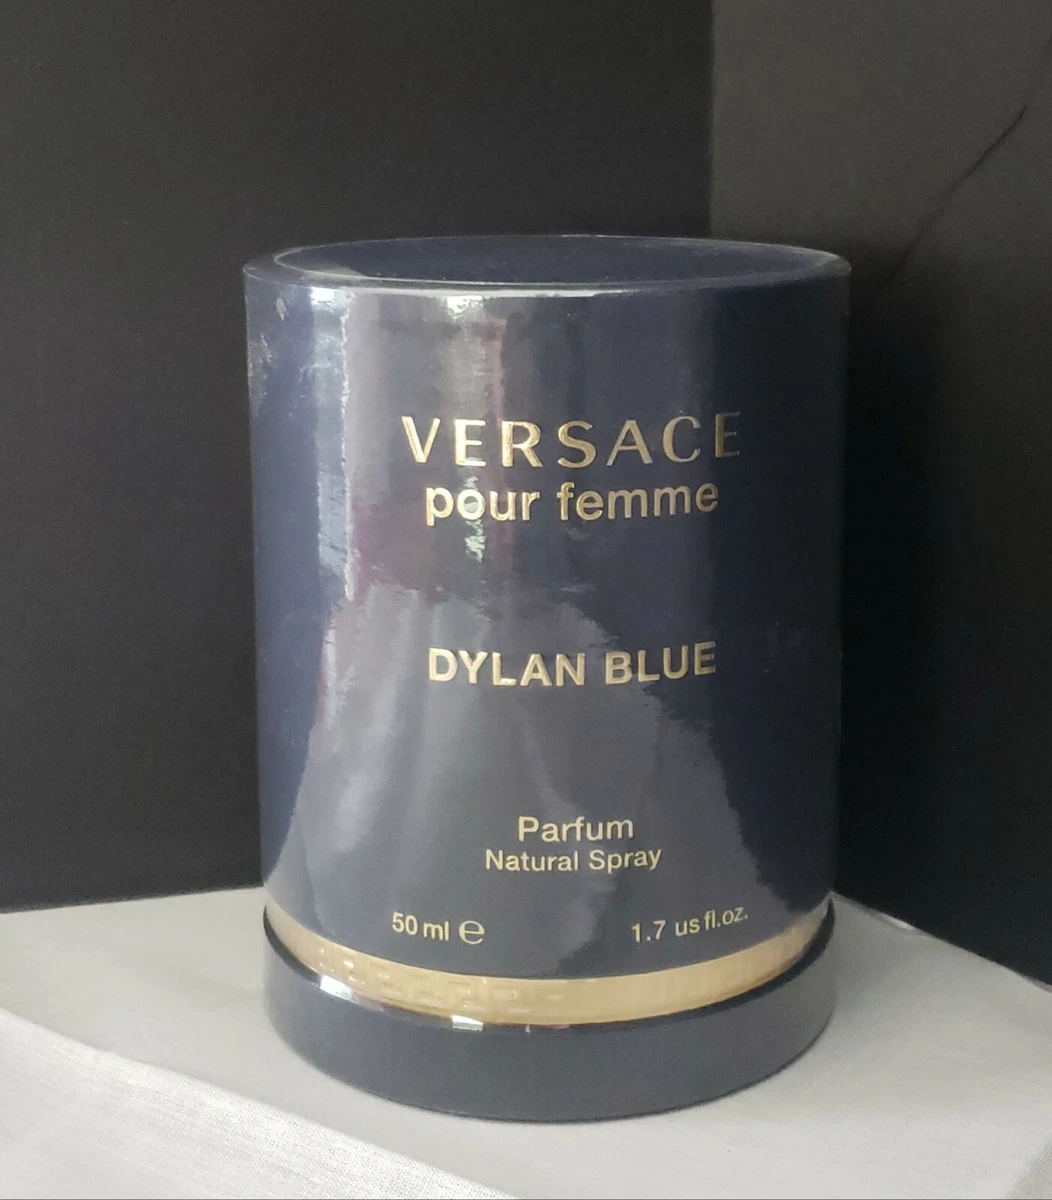 VERSACE
pour femme
DYLAN BLUE
Parfum
Natural Spray
50 ml ℮ 1.7 us fl.oz.